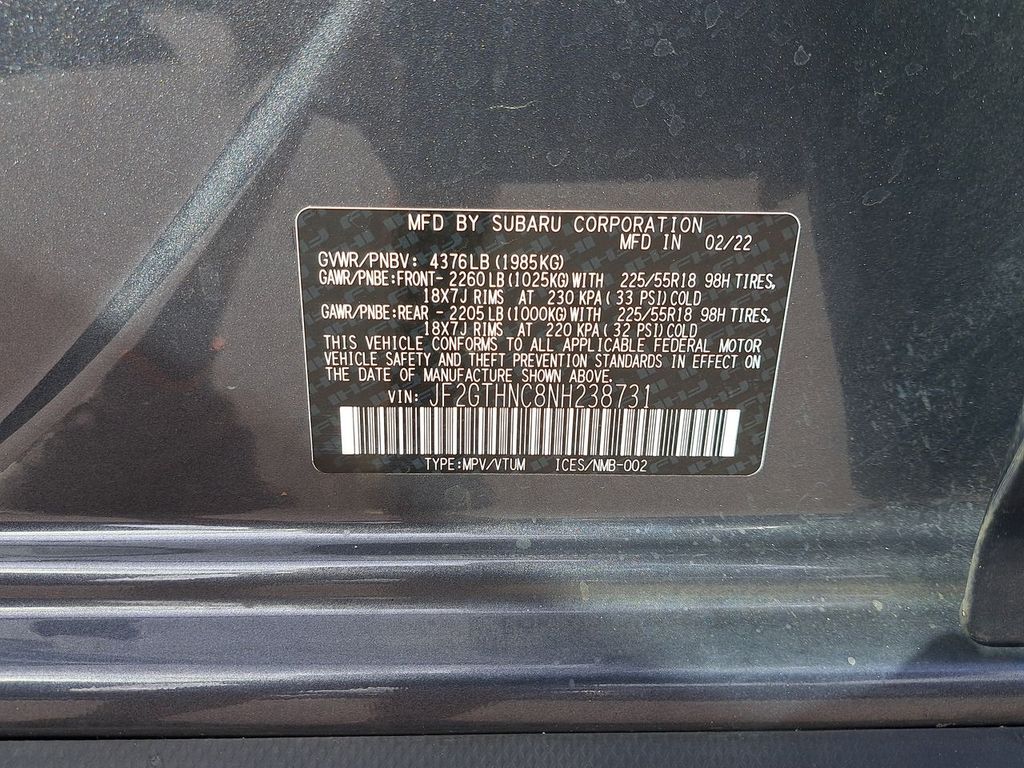 MFD BY SUBARU CORPORATION
MFD IN 02/22
GVWR/PNBV: 4376LB (1985KG)
GAWR/PNBE:FRONT- 2260LB (1025KG) WITH 225/55R18 98H TIRES,
18X7J RIMS AT 230 KPA ( 33 PSI) COLD
GAWR/PNBE:REAR - 2205LB (1000KG) WITH 225/55R18 98H TIRES,
18X7J RIMS AT 220 KPA ( 32 PSI) COLD
THIS VEHICLE CONFORMS TO ALL APPLICABLE FEDERAL MOTOR
VEHICLE SAFETY AND THEFT PREVENTION STANDARDS IN EFFECT ON
THE DATE OF MANUFACTURE SHOWN ABOVE.
VIN: JF2GTHNC8NH238731
TYPE:MPV/VTUM ICES/NMB-002